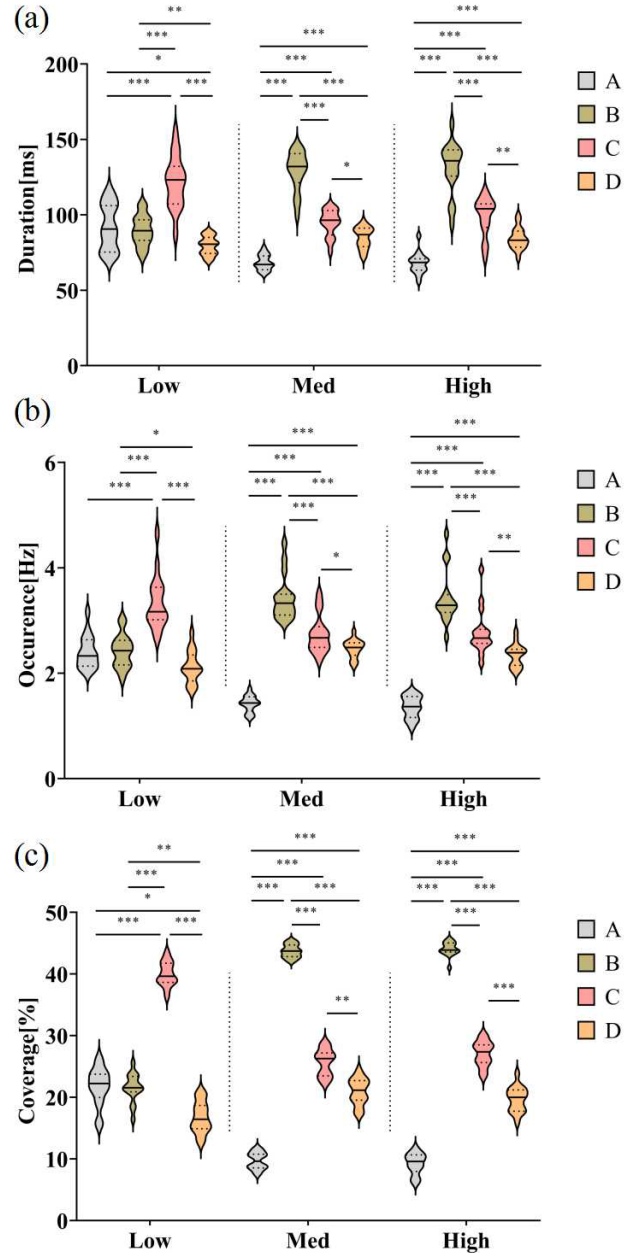 (a)
**
***
*
***
***
***
***
***
***
***
*
***
***
***
***
***
**
200
150
100
50
0
Duration[ms]
Low
Med
High
A
B
C
D
(b)
*
***
***
***
***
***
***
***
***
*
***
***
***
***
***
**
6
4
2
0
Occurence[Hz]
Low
Med
High
A
B
C
D
(c)
**
***
*
***
***
***
***
***
***
***
**
***
***
***
***
***
***
50
40
30
20
10
0
Coverage[%]
Low
Med
High
A
B
C
D